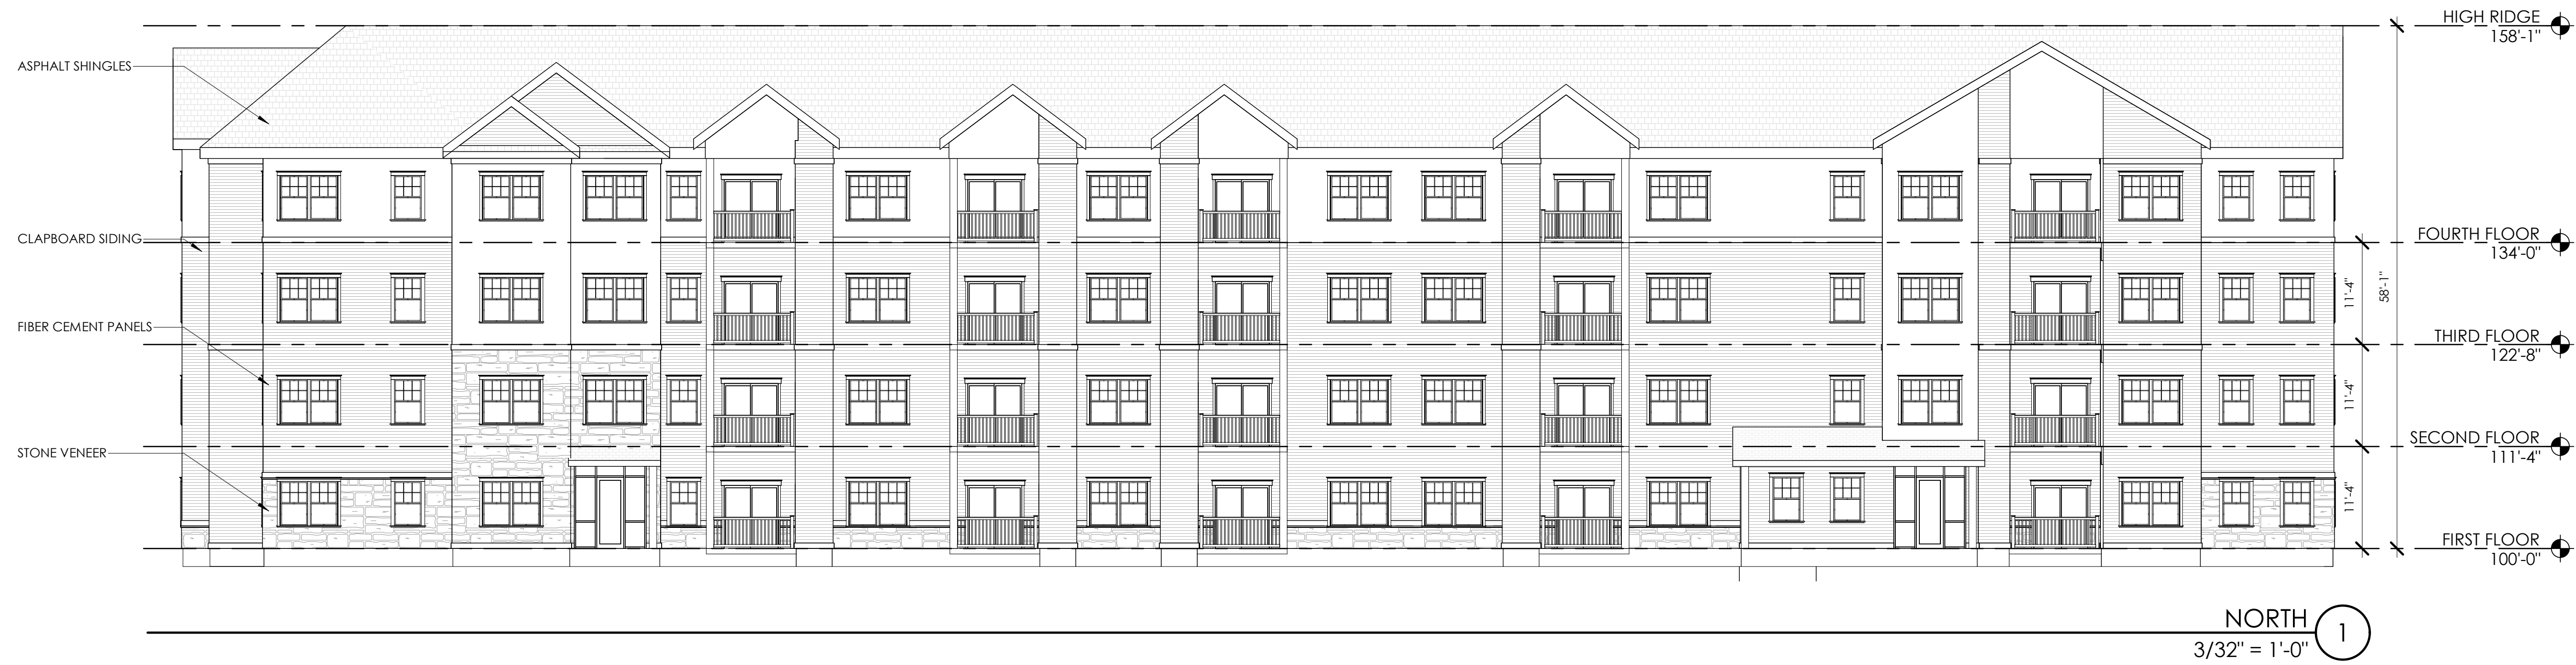 HIGH RIDGE
158'-1"
ASPHALT SHINGLES
CLAPBOARD SIDING
FOURTH FLOOR
134'-0"
11'-4"
58'-1"
FIBER CEMENT PANELS
THIRD FLOOR
122'-8"
11'-4"
STONE VENEER
SECOND FLOOR
111'-4"
11'-4"
FIRST FLOOR
100'-0"
NORTH
1
3/32" = 1'-0"